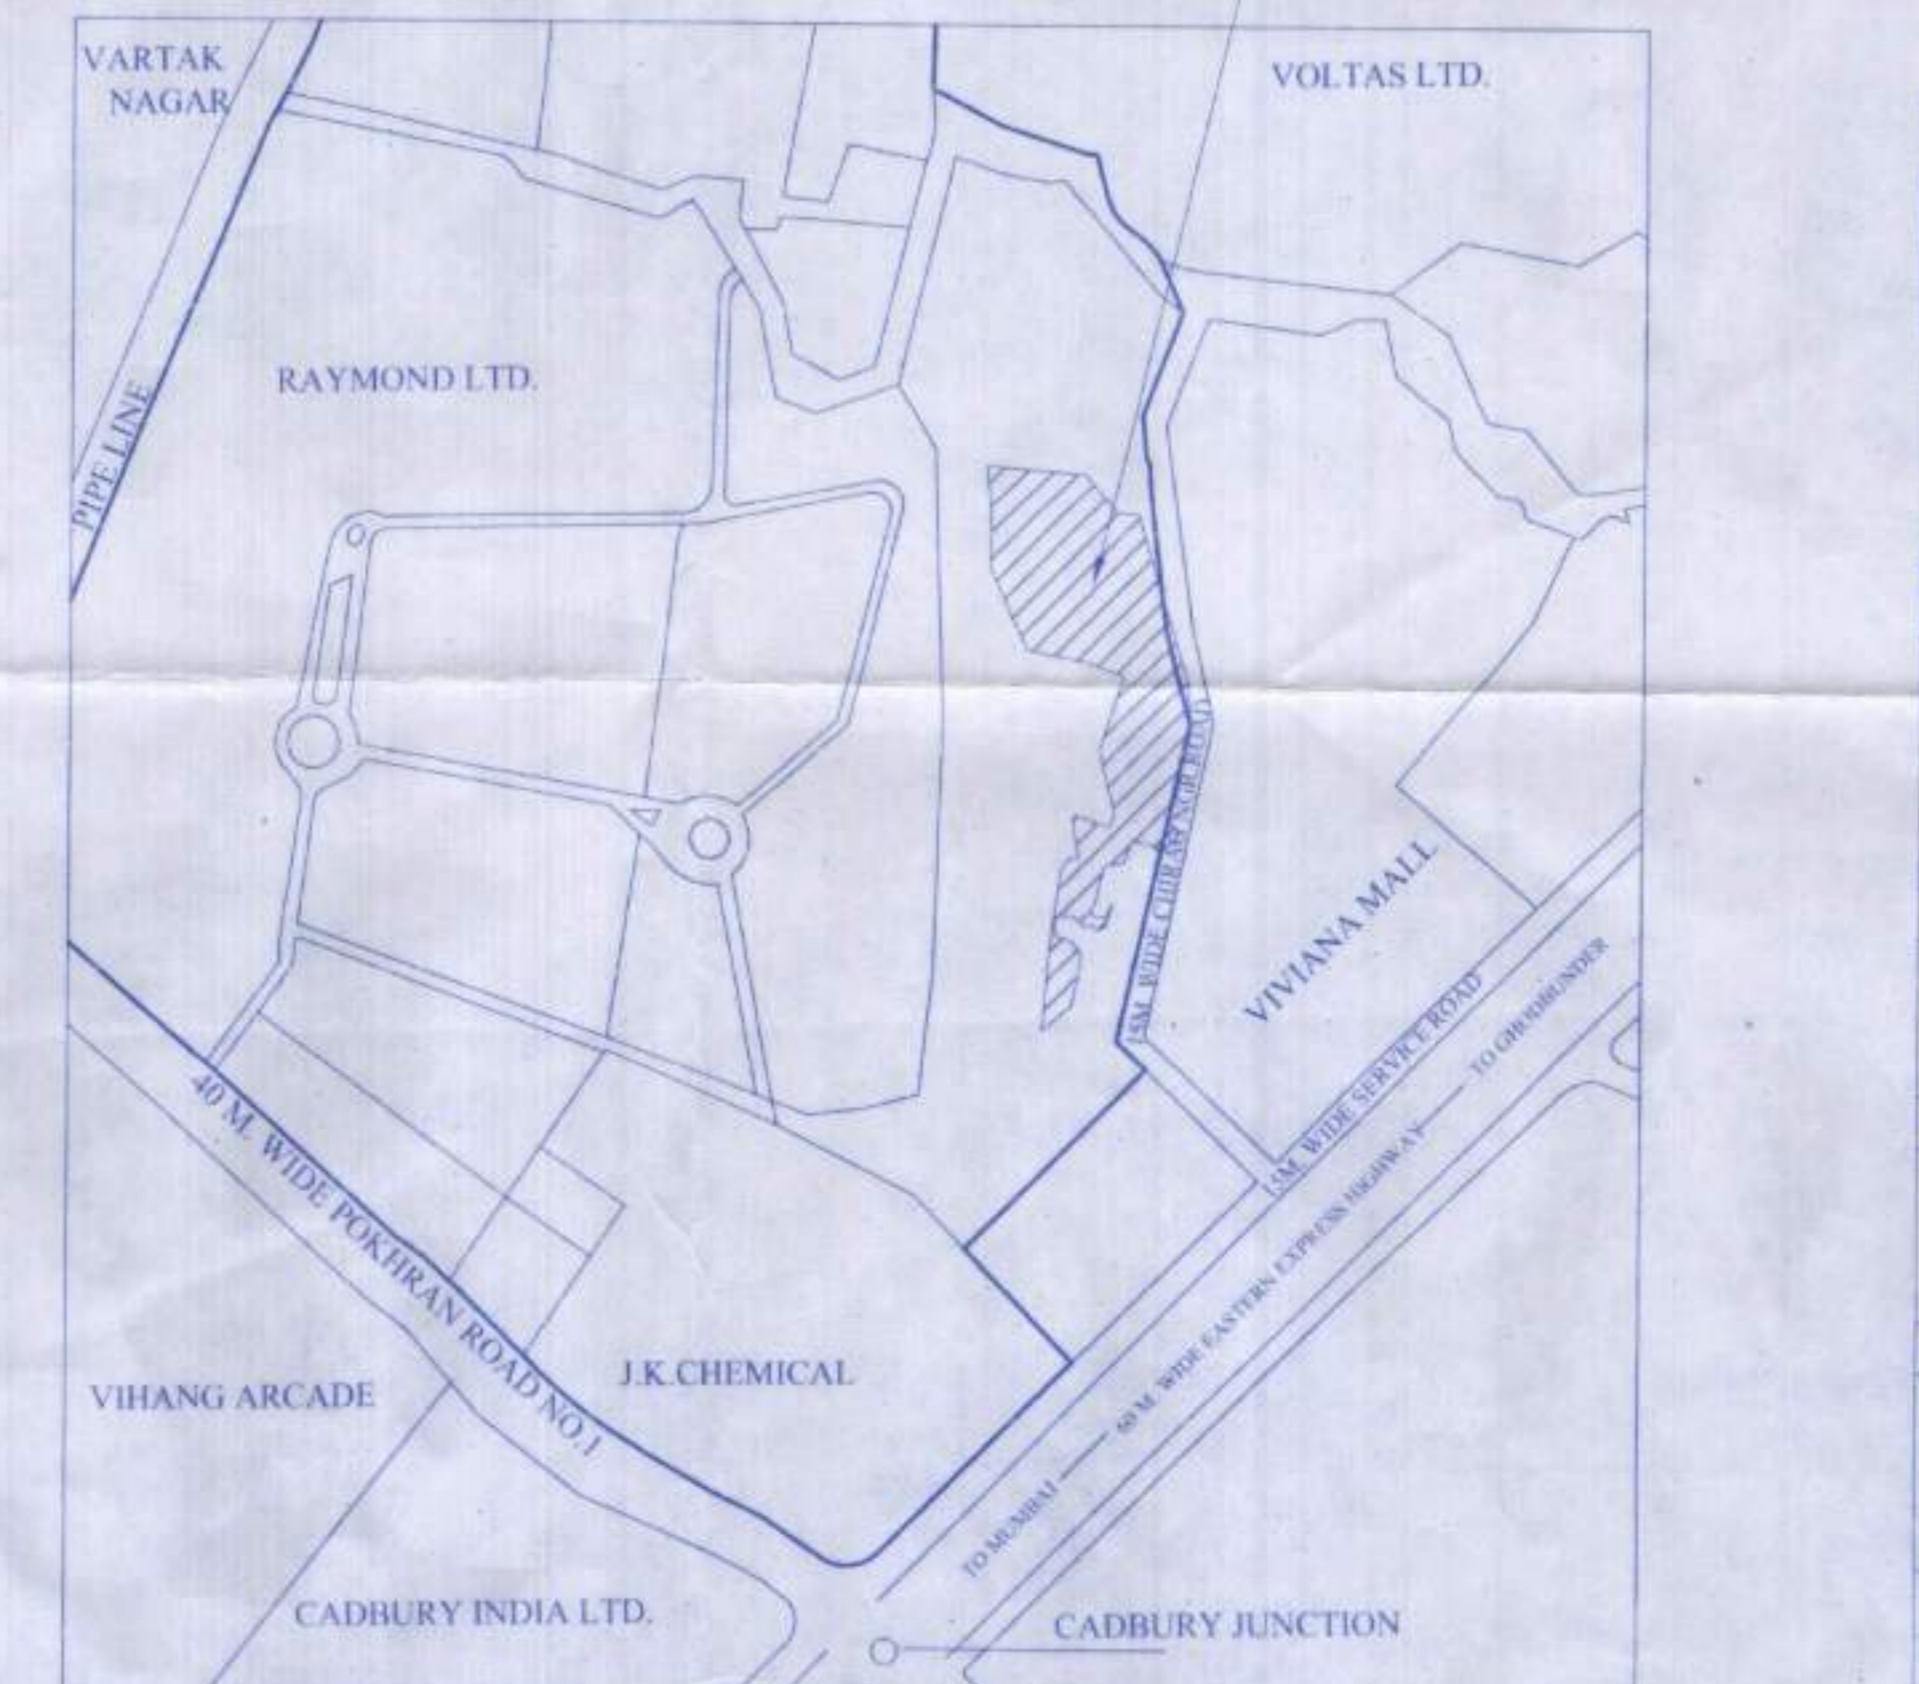 VARTAK
NAGAR
VOLTAS LTD.
RAYMOND LTD.
PIPE LINE
15M. WIDE CHIRAG NGR. ROAD
VIVIANA MALL
15M. WIDE SERVICE ROAD
TO GHODBUNDER
60 M. WIDE EASTERN EXPRESS HIGHWAY
TO MUMBAI
40 M. WIDE POKHRAN ROAD NO.1
J.K.CHEMICAL
VIHANG ARCADE
CADBURY INDIA LTD.
CADBURY JUNCTION